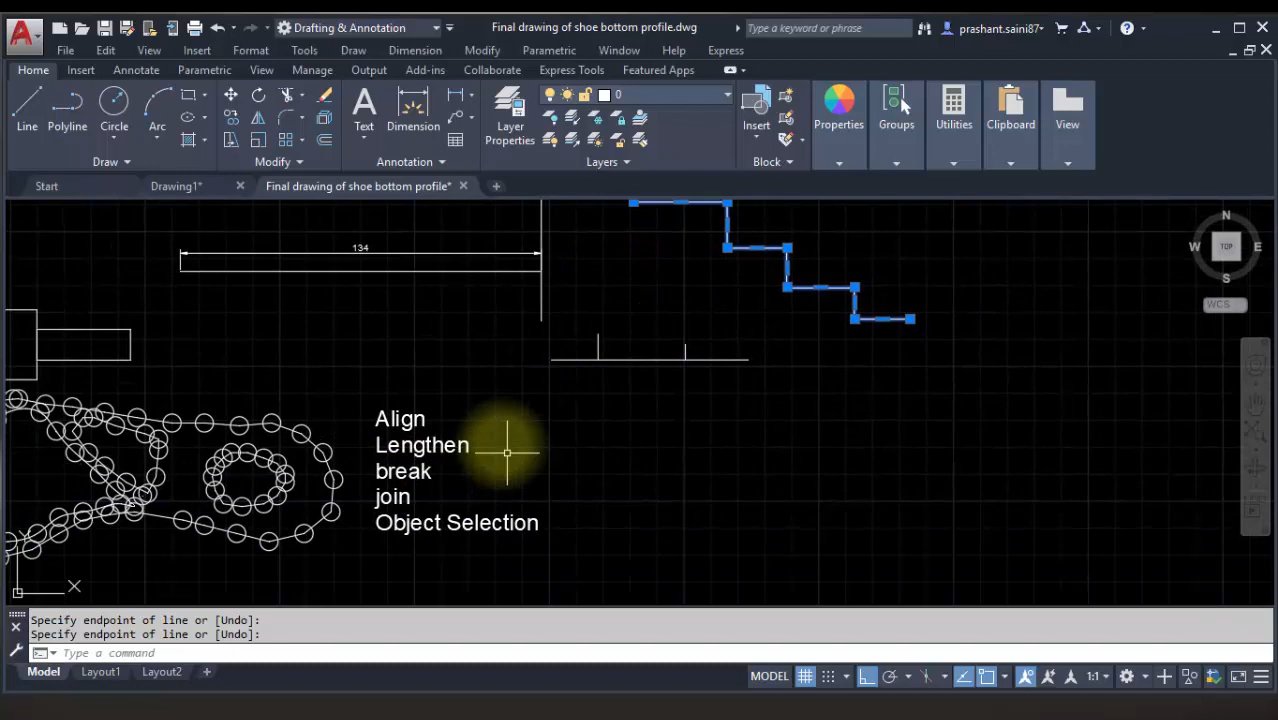 Drafting & Annotation
Final drawing of shoe bottom profile.dwg
Type a keyword or phrase
prashant.saini87
File Edit View Insert Format Tools Draw Dimension Modify Parametric Window Help Express
Home Insert Annotate Parametric View Manage Output Add-ins Collaborate Express Tools Featured Apps
Line Polyline Circle Arc
Text Dimension
Layer
Properties
0
Insert
Properties Groups Utilities Clipboard View
Draw Modify Annotation Layers Block
Start Drawing1* Final drawing of shoe bottom profile*
134
N
W TOP E
S
WCS
Align
Lengthen
break
join
Object Selection
X
Specify endpoint of line or [Undo]:
Specify endpoint of line or [Undo]:
Type a command
Model Layout1 Layout2 +
MODEL 1:1